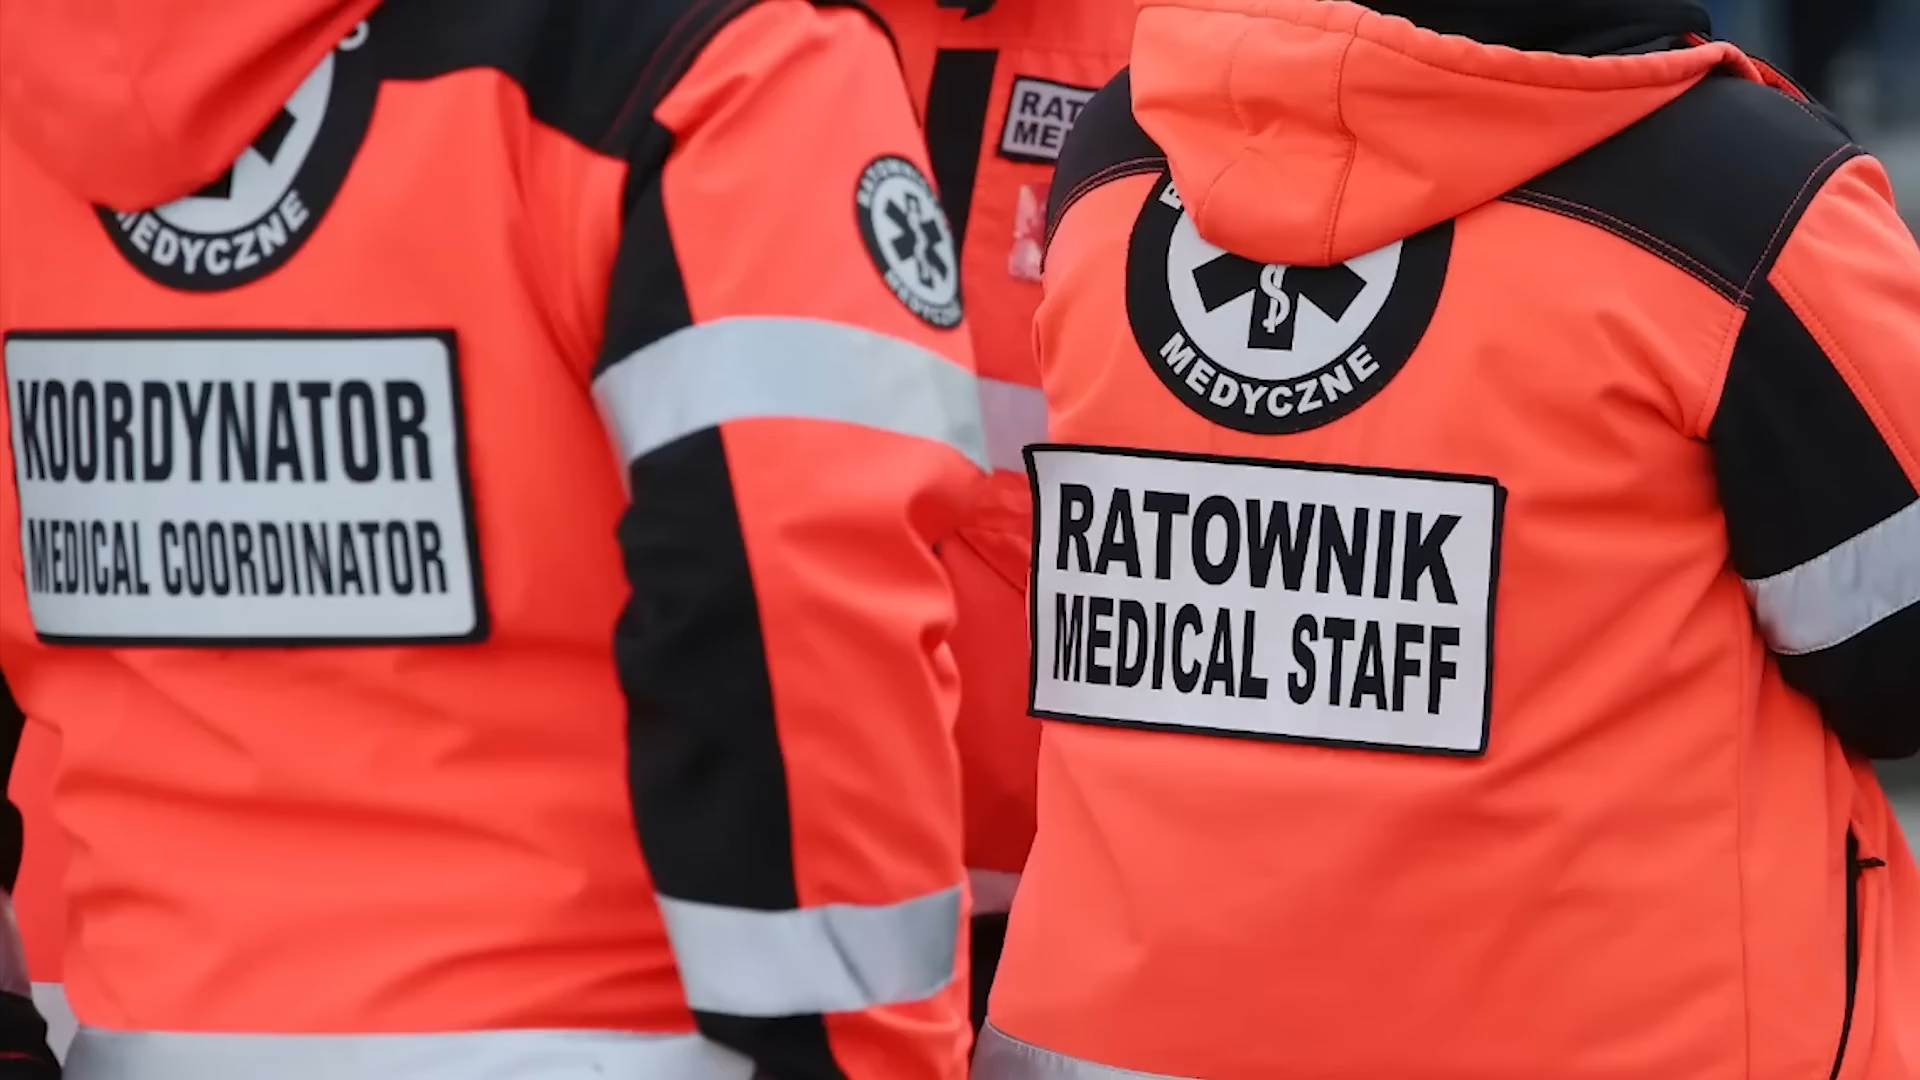 MEDYCZNE
KOORDYNATOR
MEDICAL COORDINATOR
MEDYCZNE
RATOWNIK
MEDICAL STAFF